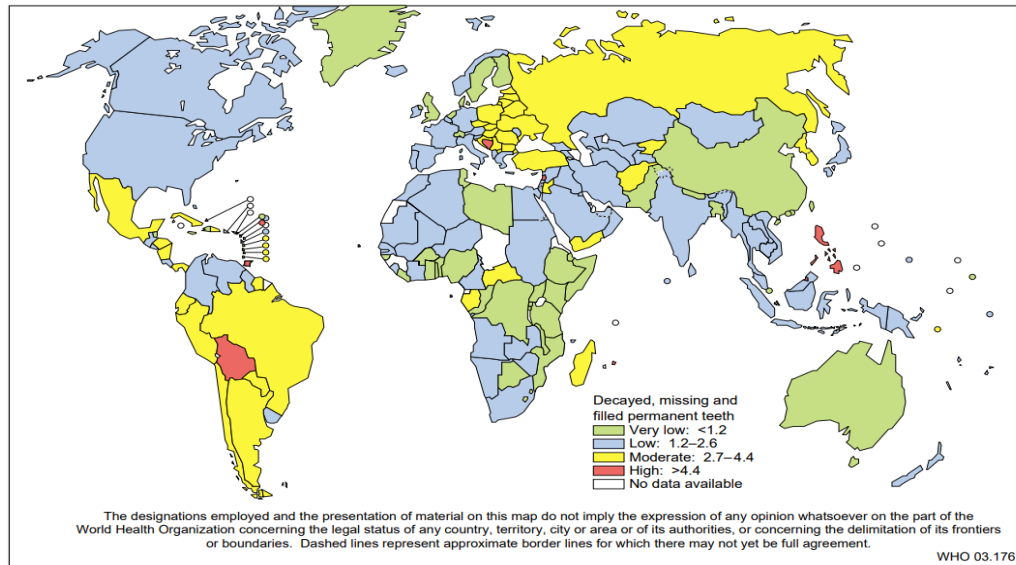 Decayed, missing and
filled permanent teeth
Very low: <1.2
Low: 1.2–2.6
Moderate: 2.7–4.4
High: >4.4
No data available
The designations employed and the presentation of material on this map do not imply the expression of any opinion whatsoever on the part of the
World Health Organization concerning the legal status of any country, territory, city or area or of its authorities, or concerning the delimitation of its frontiers
or boundaries. Dashed lines represent approximate border lines for which there may not yet be full agreement.
WHO 03.176